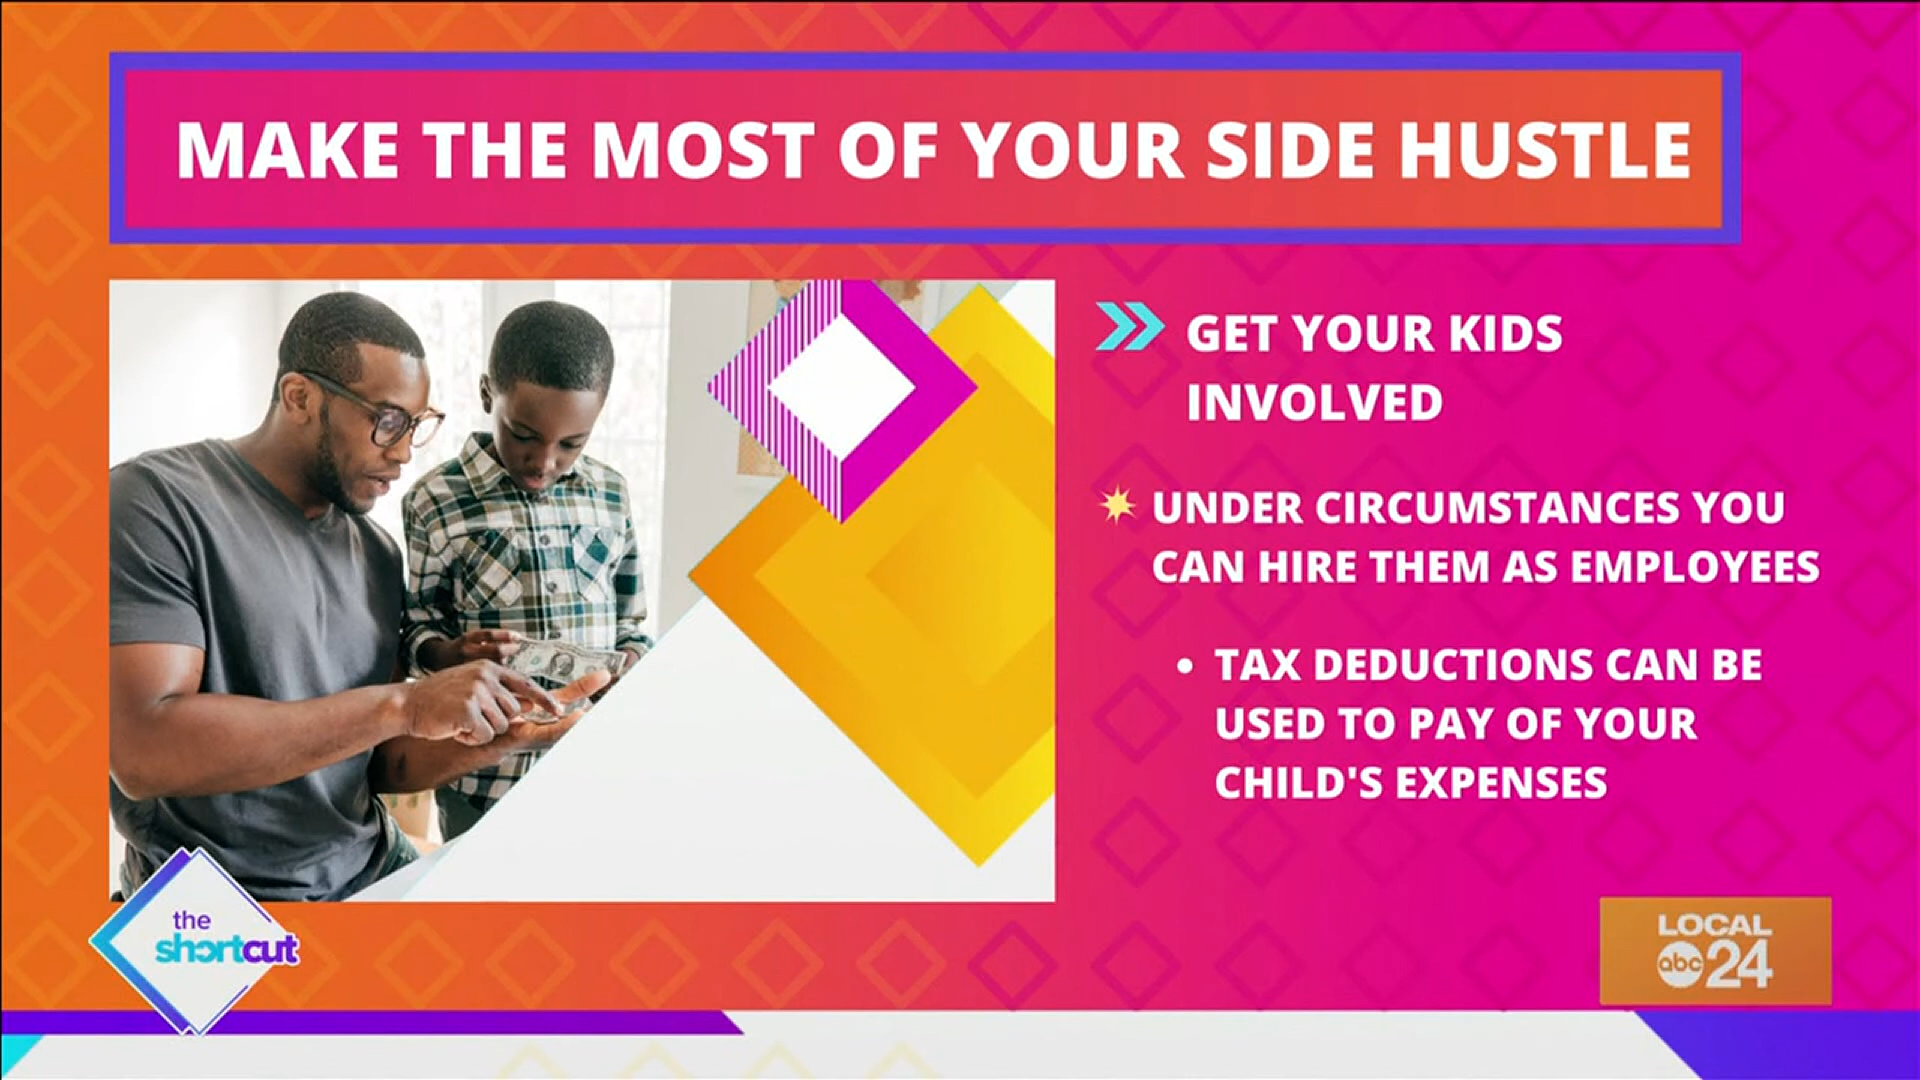 MAKE THE MOST OF YOUR SIDE HUSTLE
GET YOUR KIDS
INVOLVED
UNDER CIRCUMSTANCES YOU
CAN HIRE THEM AS EMPLOYEES
• TAX DEDUCTIONS CAN BE
USED TO PAY OF YOUR
CHILD'S EXPENSES
the
shortcut
LOCAL
abc 24